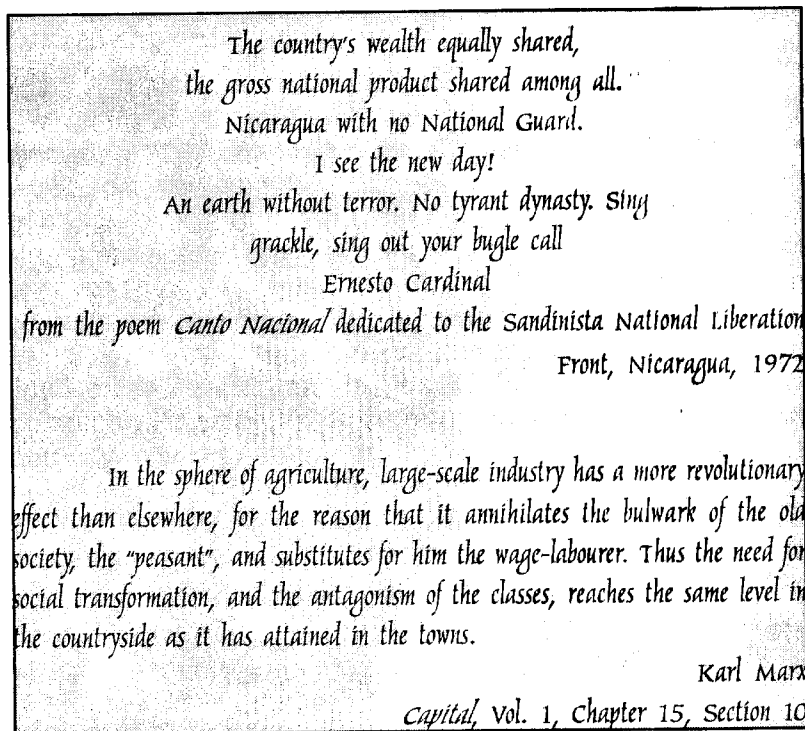 The country's wealth equally shared,
the gross national product shared among all.
Nicaragua with no National Guard.
I see the new day!
An earth without terror. No tyrant dynasty. Sing
grackle, sing out your bugle call
Ernesto Cardinal
from the poem Canto Nacional dedicated to the Sandinista National Liberation
Front, Nicaragua, 1972
In the sphere of agriculture, large-scale industry has a more revolutionary
effect than elsewhere, for the reason that it annihilates the bulwark of the old
society, the "peasant", and substitutes for him the wage-labourer. Thus the need for
social transformation, and the antagonism of the classes, reaches the same level in
the countryside as it has attained in the towns.
Karl Marx
Capital, Vol. 1, Chapter 15, Section 10